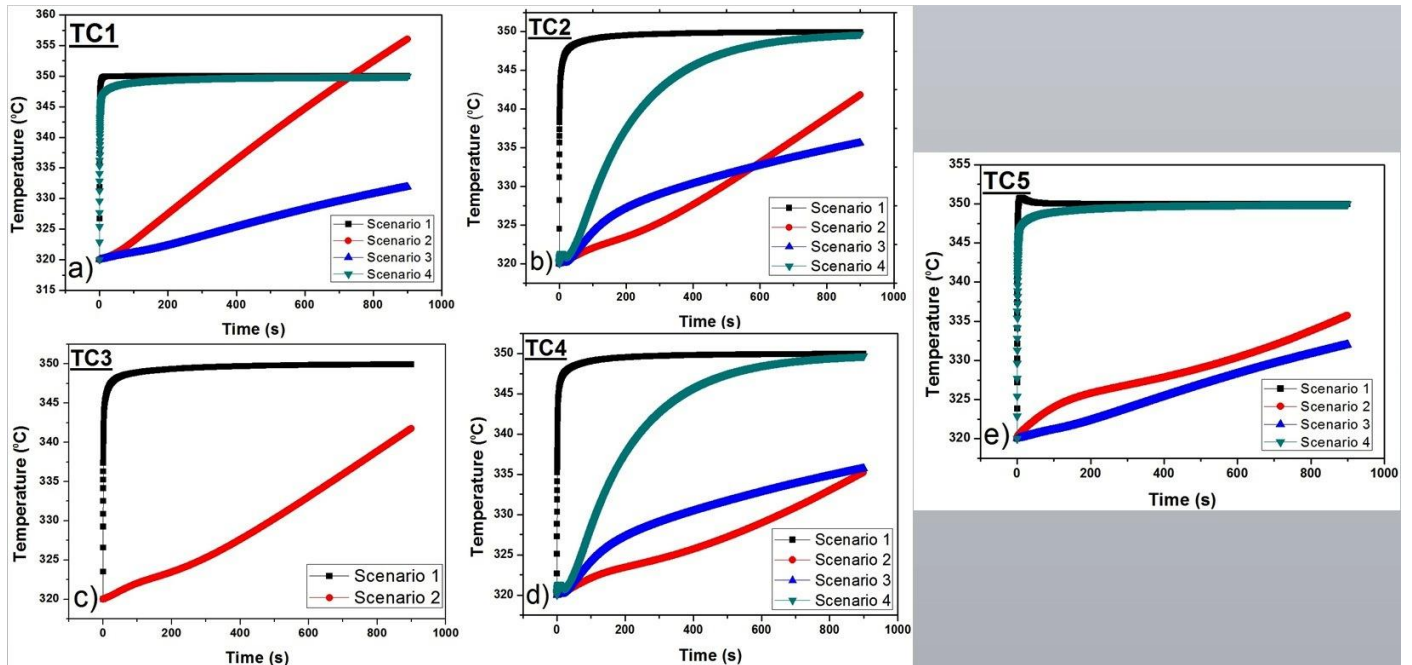 TC1
Temperature (ºC)
360
355
350
345
340
335
330
325
320
315
a)
Scenario 1
Scenario 2
Scenario 3
Scenario 4
0 200 400 600 800 1000
Time (s)
TC2
Temperature (ºC)
350
345
340
335
330
325
320
b)
Scenario 1
Scenario 2
Scenario 3
Scenario 4
0 200 400 600 800 1000
Time (s)
TC3
Temperature (ºC)
350
345
340
335
330
325
320
c)
Scenario 1
Scenario 2
0 200 400 600 800 1000
Time (s)
TC4
Temperature (ºC)
350
345
340
335
330
325
320
d)
Scenario 1
Scenario 2
Scenario 3
Scenario 4
0 200 400 600 800 1000
Time (s)
TC5
Temperature (ºC)
355
350
345
340
335
330
325
320
e)
Scenario 1
Scenario 2
Scenario 3
Scenario 4
0 200 400 600 800 1000
Time (s)